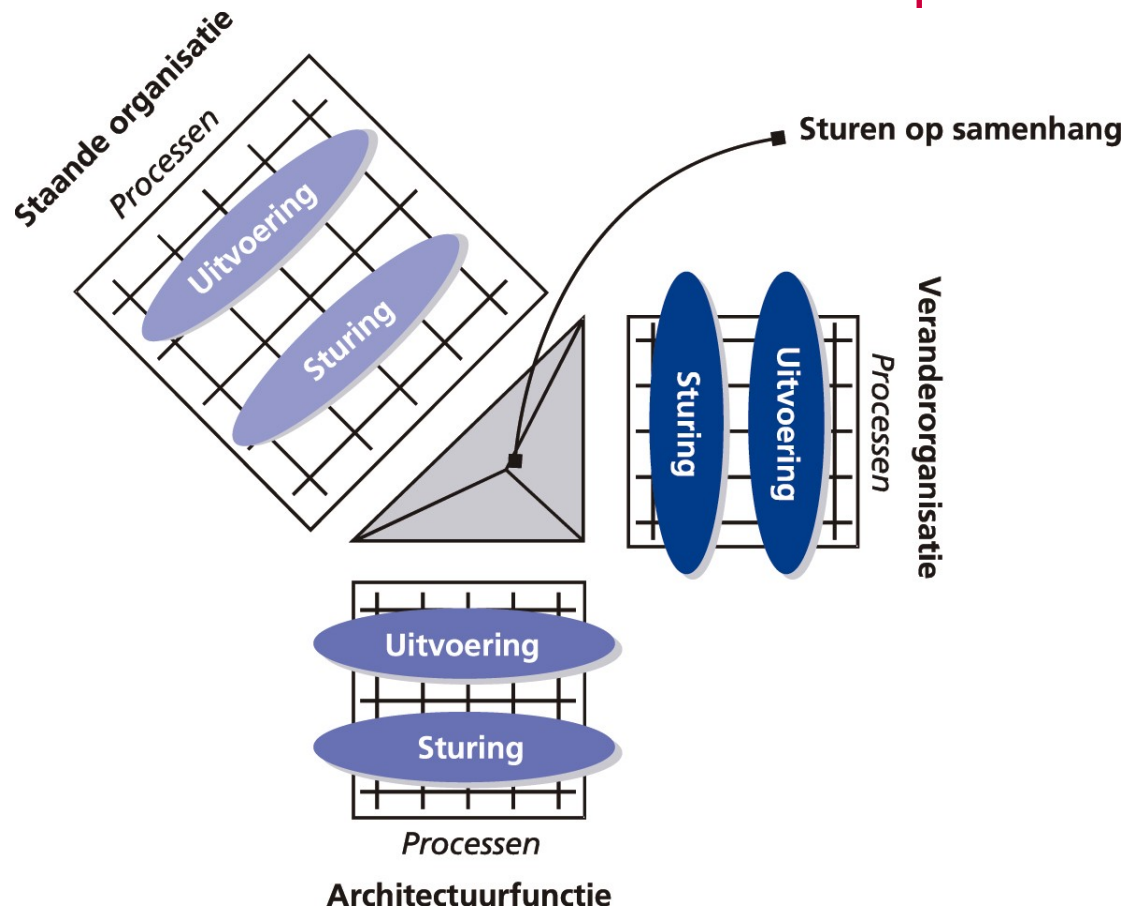 Staande organisatie
Processen
Uitvoering
Sturing
Sturen op samenhang
Sturing
Uitvoering
Processen
Veranderorganisatie
Uitvoering
Sturing
Processen
Architectuurfunctie